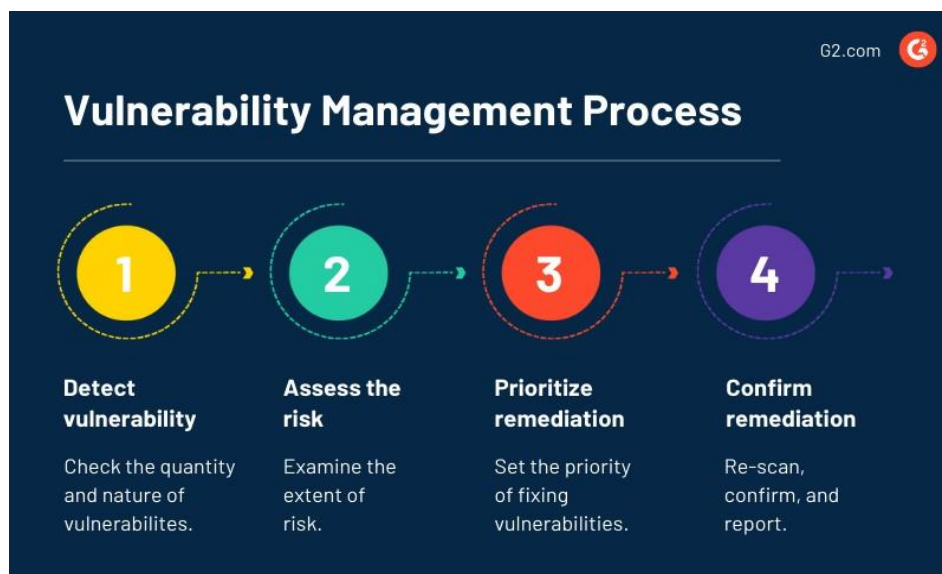 G2.com
Vulnerability Management Process
1
2
3
4
Detect
vulnerability
Assess the
risk
Prioritize
remediation
Confirm
remediation
Check the quantity
and nature of
vulnerabilites.
Examine the
extent of
risk.
Set the priority
of fixing
vulnerabilities.
Re-scan,
confirm, and
report.